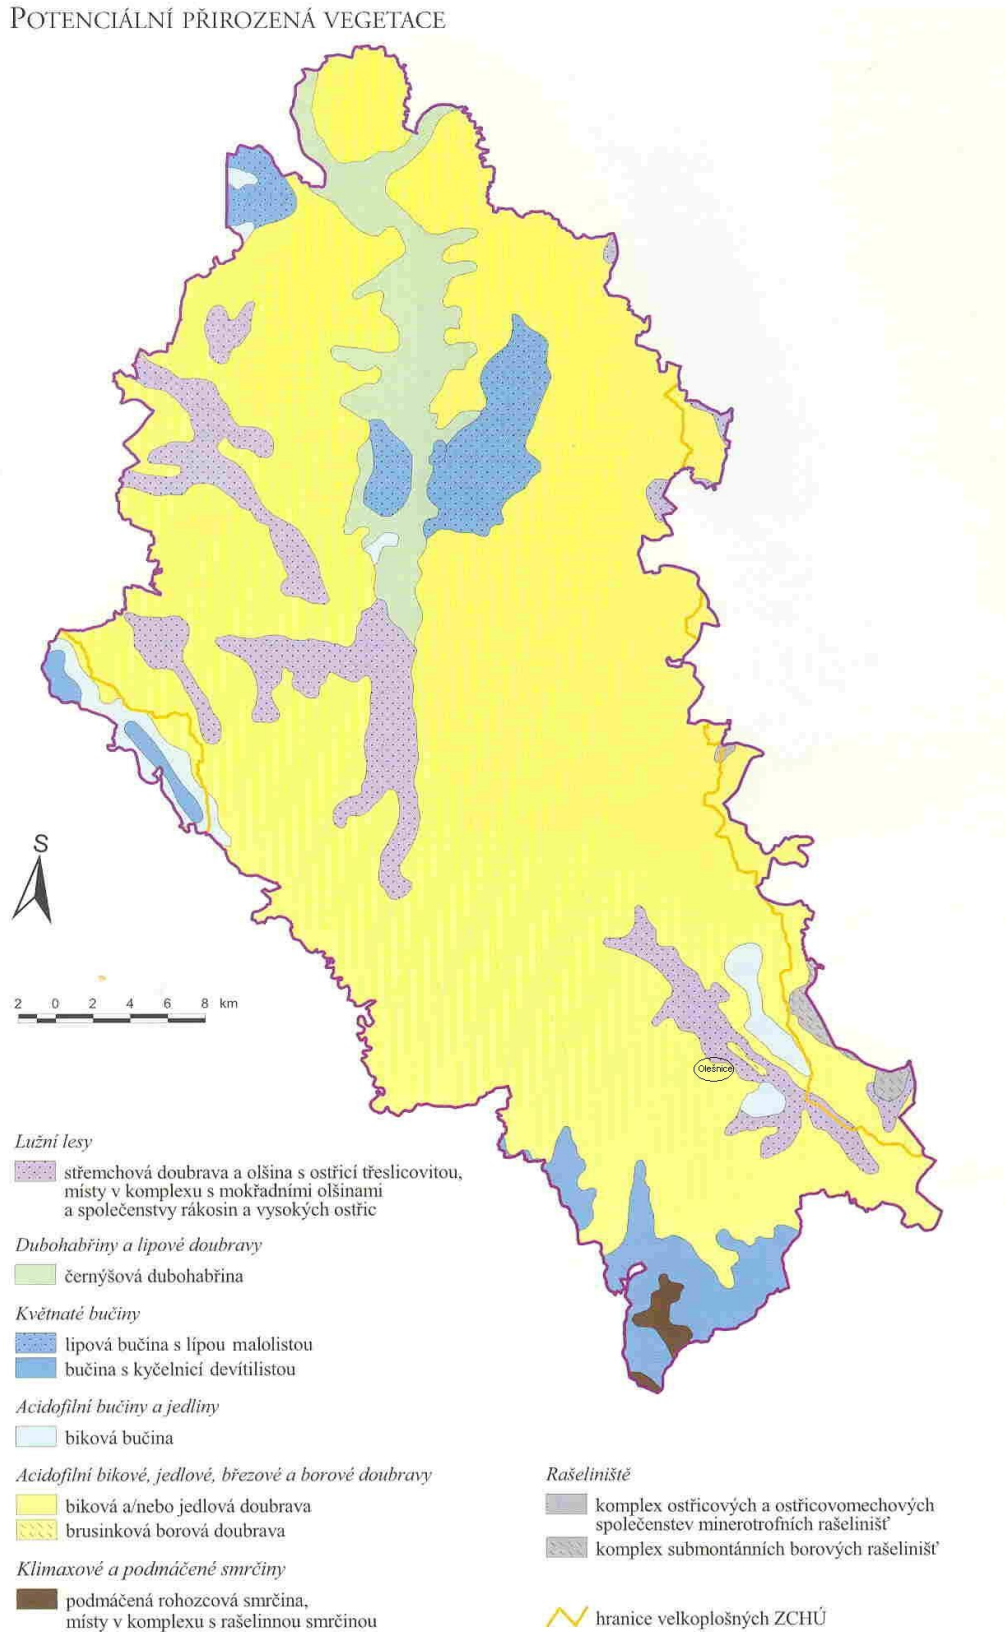 POTENCIÁLNÍ PŘIROZENÁ VEGETACE
S
2 0 2 4 6 8 km
Olešnice
Lužní lesy
střemchová doubrava a olšina s ostřicí třeslicovitou,
místy v komplexu s mokřadními olšinami
a společenstvy rákosin a vysokých ostřic
Dubohabřiny a lipové doubravy
černýšová dubohabřina
Květnaté bučiny
lipová bučina s lípou malolistou
bučina s kyčelnicí devítilistou
Acidofilní bučiny a jedliny
biková bučina
Acidofilní bikové, jedlové, březové a borové doubravy
biková a/nebo jedlová doubrava
brusinková borová doubrava
Klimaxové a podmáčené smrčiny
podmáčená rohozcová smrčina,
místy v komplexu s rašelinnou smrčinou
Rašeliniště
komplex ostřicových a ostřicovomechových
společenstev minerotrofních rašelinišť
komplex submontánních borových rašelinišť
hranice velkoplošných ZCHÚ